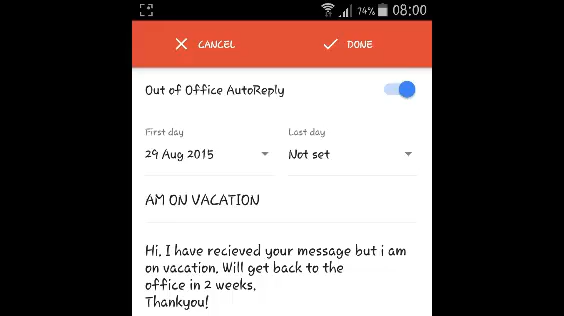 74% 08:00
CANCEL DONE
Out of Office AutoReply
First day Last day
29 Aug 2015 Not set
AM ON VACATION
Hi, I have recieved your message but i am
on vacation. Will get back to the
office in 2 weeks.
Thankyou!